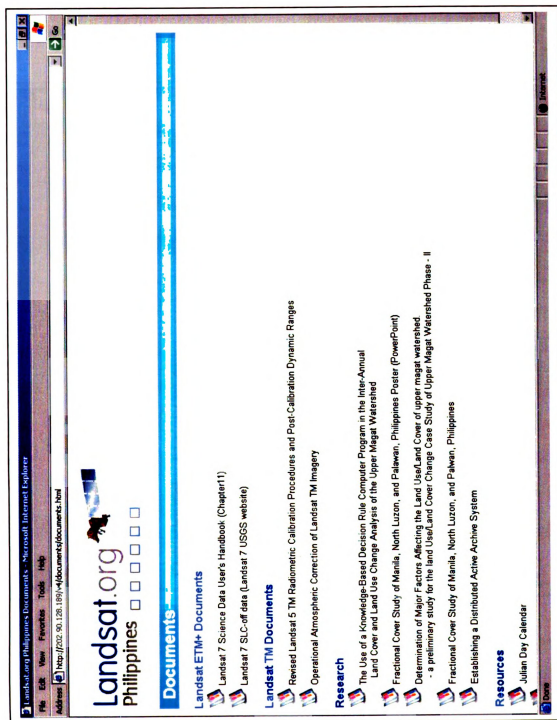 Landsat.org Philippines Documents - Microsoft Internet Explorer
File Edit View Favorites Tools Help
Address http://202.90.128.189/v4/documents/documents.html Go
Landsat.org
Philippines
Documents
Landsat ETM+ Documents
Landsat 7 Science Data User's Handbook (Chapter11)
Landsat 7 SLC-off data (Landsat 7 USGS website)
Landsat TM Documents
Revised Landsat 5 TM Radiometric Calibration Procedures and Post-Calibration Dynamic Ranges
Operational Atmospheric Correction of Landsat TM Imagery
Research
The Use of a Knowledge-Based Decision Rule Computer Program in the Inter-Annual
Land Cover and Land Use Change Analysis of the Upper Magat Watershed
Fractional Cover Study of Manila, North Luzon, and Palawan, Philippines Poster (PowerPoint)
Determination of Major Factors Affecting the Land Use/Land Cover of upper magat watershed.
- a preliminary study for the land Use/Land Cover Change Case Study of Upper Magat Watershed Phase - II
Fractional Cover Study of Manila, North Luzon, and Palwan, Philippines
Establishing a Distributed Active Archive System
Resources
Julian Day Calendar
Done Internet